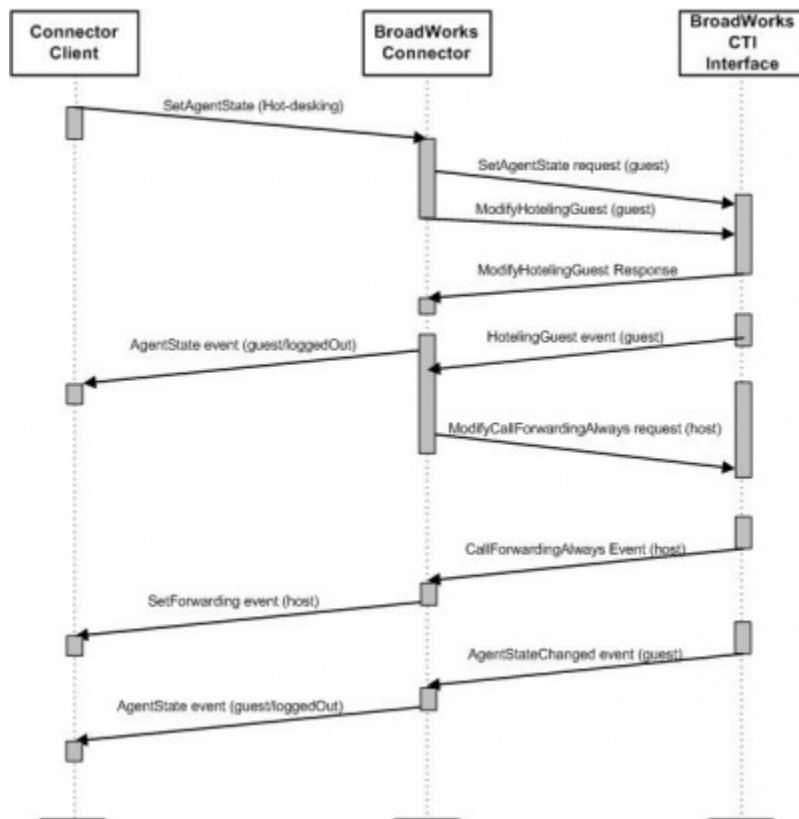 Connector
Client
BroadWorks
Connector
BroadWorks
CTI
Interface
SetAgentState (Hot-desking)
SetAgentState request (guest)
ModifyHotelingGuest (guest)
ModifyHotelingGuest Response
HotelingGuest event (guest)
AgentState event (guest/loggedOut)
ModifyCallForwardingAlways request (host)
CallForwardingAlways Event (host)
SetForwarding event (host)
AgentStateChanged event (guest)
AgentState event (guest/loggedOut)